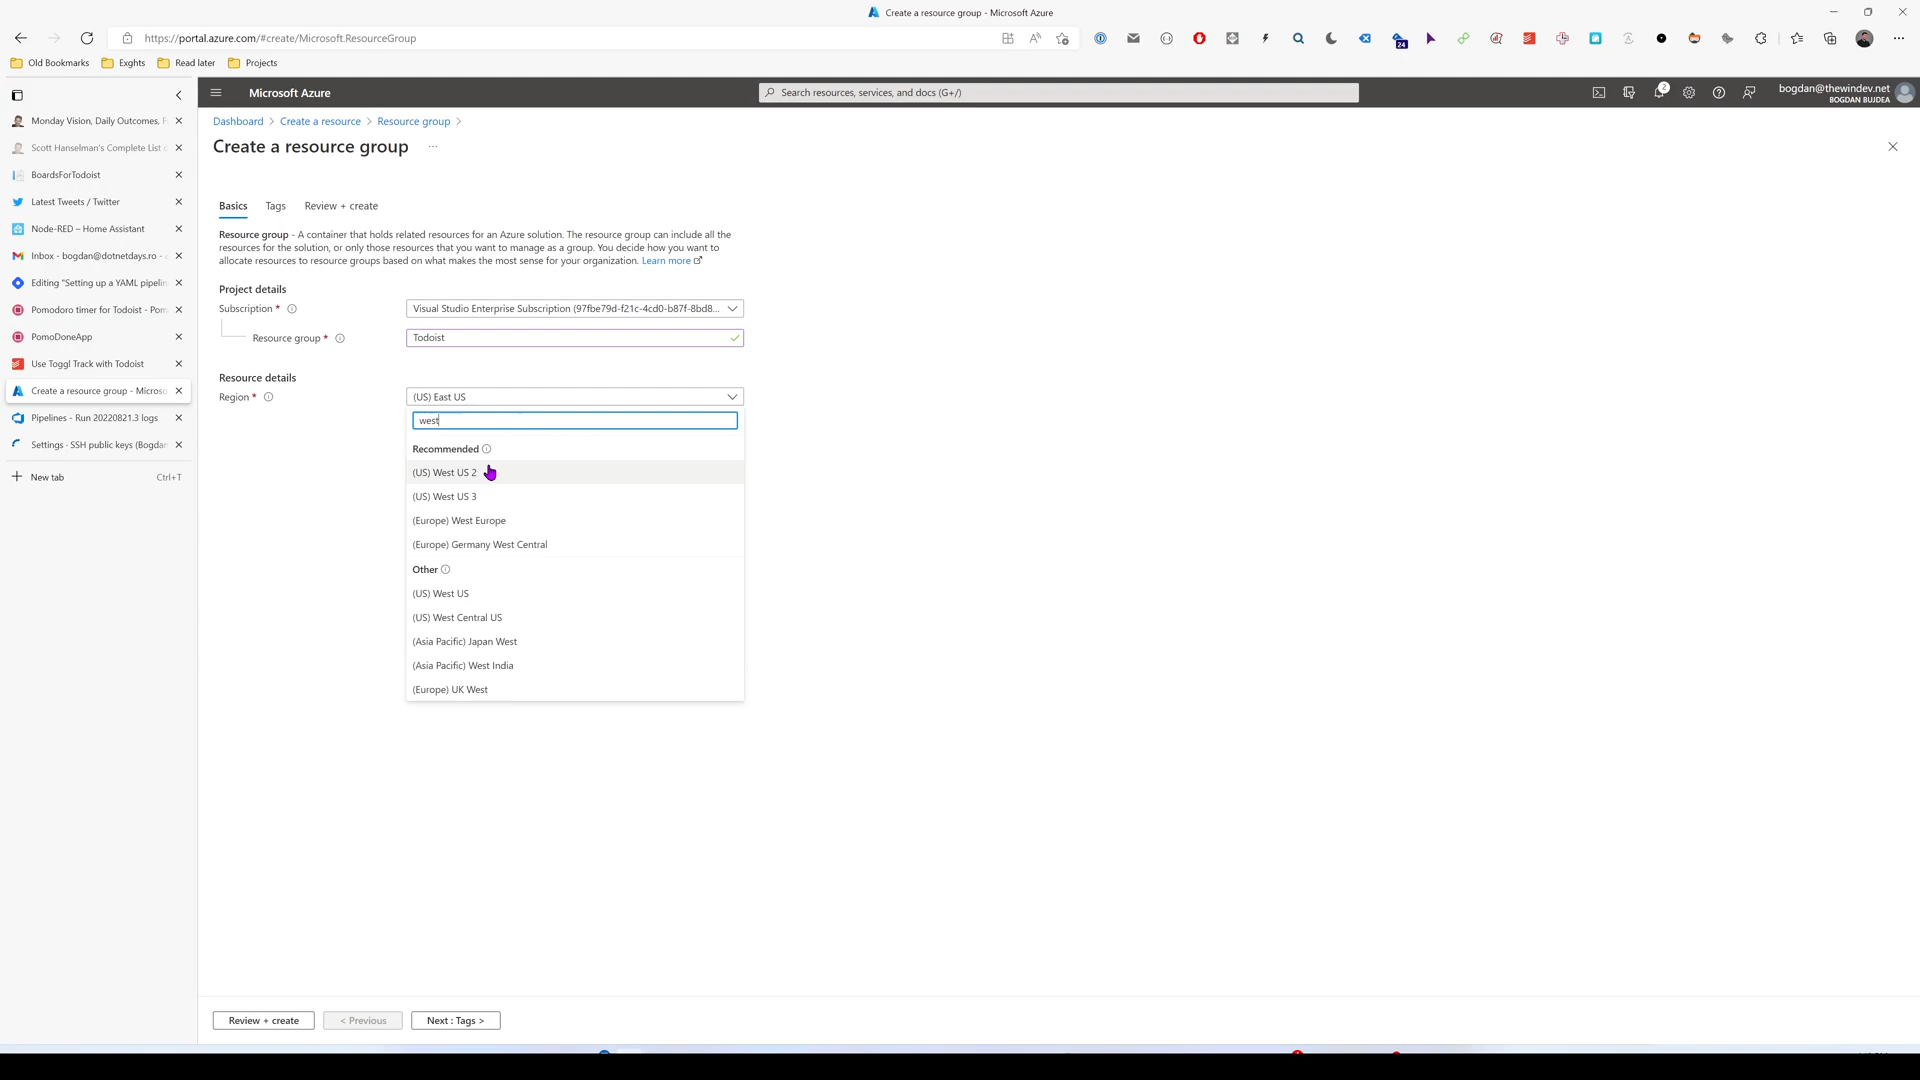 Create a resource group - Microsoft Azure
https://portal.azure.com/#create/Microsoft.ResourceGroup
24
Old Bookmarks
Exghts
Read later
Projects
Monday Vision, Daily Outcomes, F
Scott Hanselman's Complete List
BoardsForTodoist
Latest Tweets / Twitter
Node-RED – Home Assistant
Inbox - bogdan@dotnetdays.ro -
Editing "Setting up a YAML pipelin
Pomodoro timer for Todoist - Pom
PomoDoneApp
Use Toggl Track with Todoist
Create a resource group - Microso
Pipelines - Run 20220821.3 logs
Settings · SSH public keys (Bogdan
New tab
Ctrl+T
Microsoft Azure
Search resources, services, and docs (G+/)
2
bogdan@thewindev.net
BOGDAN BUJDEA
Dashboard > Create a resource > Resource group >
Create a resource group ...
Basics
Tags
Review + create
Resource group - A container that holds related resources for an Azure solution. The resource group can include all the
resources for the solution, or only those resources that you want to manage as a group. You decide how you want to
allocate resources to resource groups based on what makes the most sense for your organization. Learn more
Project details
Subscription *
Visual Studio Enterprise Subscription (97fbe79d-f21c-4cd0-b87f-8bd8...
Resource group *
Todoist
Resource details
Region *
(US) East US
west
Recommended
(US) West US 2
(US) West US 3
(Europe) West Europe
(Europe) Germany West Central
Other
(US) West US
(US) West Central US
(Asia Pacific) Japan West
(Asia Pacific) West India
(Europe) UK West
Review + create
< Previous
Next : Tags >